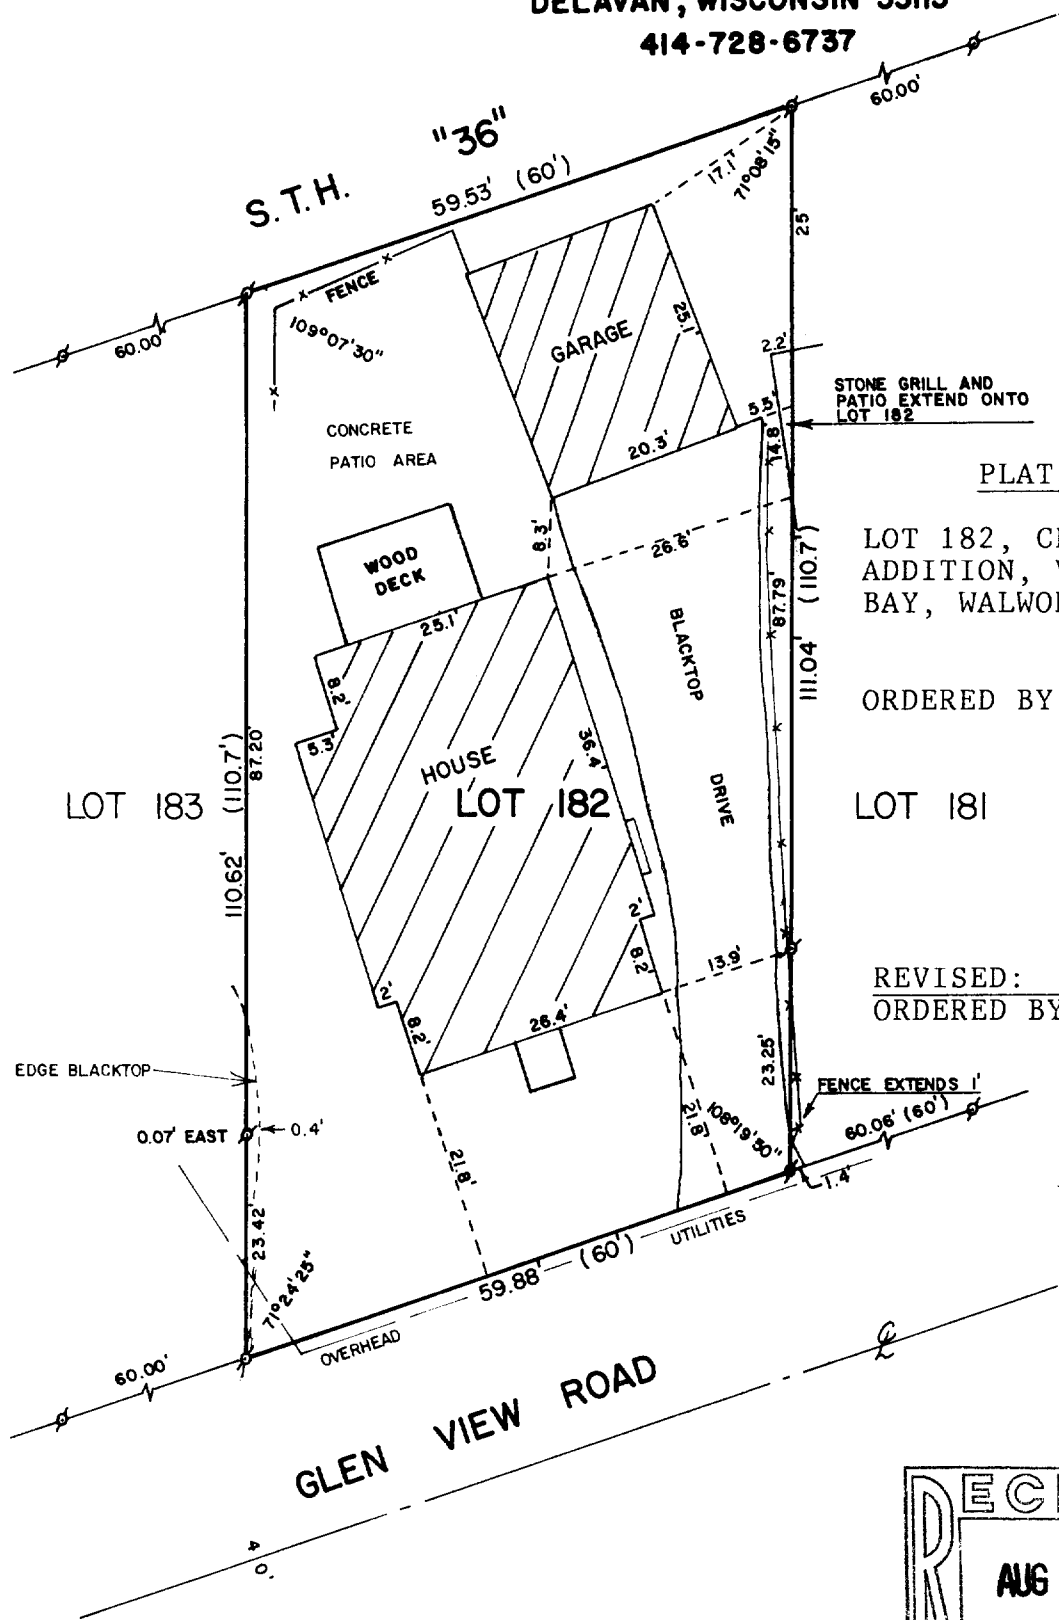 DELAVAN, WISCONSIN 53115
414-728-6737
60.00'
S.T.H. "36"
59.53' (60')
17.1'
71°08'15"
25'
FENCE
109°07'30"
60.00'
GARAGE
25.1'
2.2'
STONE GRILL AND
PATIO EXTEND ONTO
LOT 182
5.5'
14.8'
CONCRETE
PATIO AREA
20.3'
PLAT
8.3'
26.6'
WOOD
DECK
LOT 182,
ADDITION,
BAY,
87.79'
(110.7')
111.04'
25.1'
BLACKTOP
DRIVE
8.2'
5.3'
36.4'
ORDERED BY
HOUSE
87.20'
(110.7')
110.62'
LOT 183
LOT 182
LOT 181
2'
8.2'
13.9'
2'
8.2'
26.4'
REVISED:
ORDERED BY
EDGE BLACKTOP
23.25'
FENCE EXTENDS 1'
0.07' EAST
0.4'
108°19'50"
60.06' (60')
21.8'
21.8'
1.4'
23.42'
71°24'25"
UTILITIES
59.88' (60')
OVERHEAD
60.00'
GLEN VIEW ROAD
℄
40'
AUG